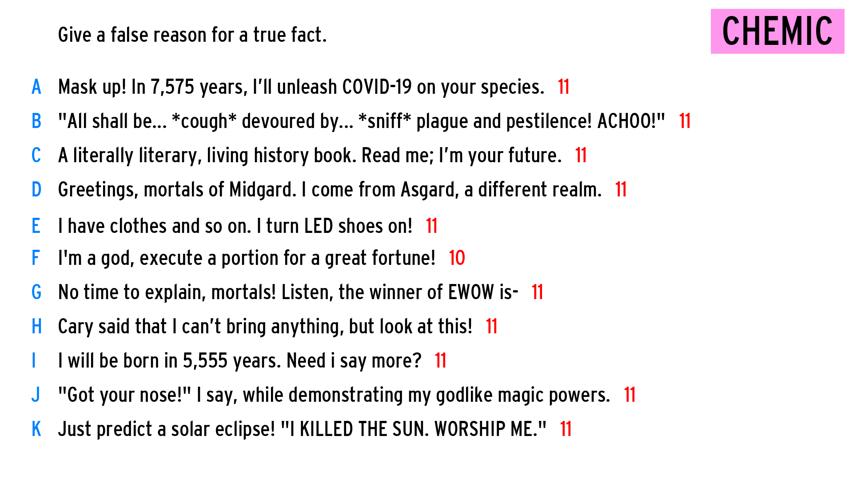 Give a false reason for a true fact.
CHEMIC
A Mask up! In 7,575 years, I'll unleash COVID-19 on your species. 11
B "All shall be... *cough* devoured by... *sniff* plague and pestilence! ACHOO!" 11
C A literally literary, living history book. Read me; I'm your future. 11
D Greetings, mortals of Midgard. I come from Asgard, a different realm. 11
E I have clothes and so on. I turn LED shoes on! 11
F I'm a god, execute a portion for a great fortune! 10
G No time to explain, mortals! Listen, the winner of EWOW is- 11
H Cary said that I can't bring anything, but look at this! 11
I I will be born in 5,555 years. Need i say more? 11
J "Got your nose!" I say, while demonstrating my godlike magic powers. 11
K Just predict a solar eclipse! "I KILLED THE SUN. WORSHIP ME." 11